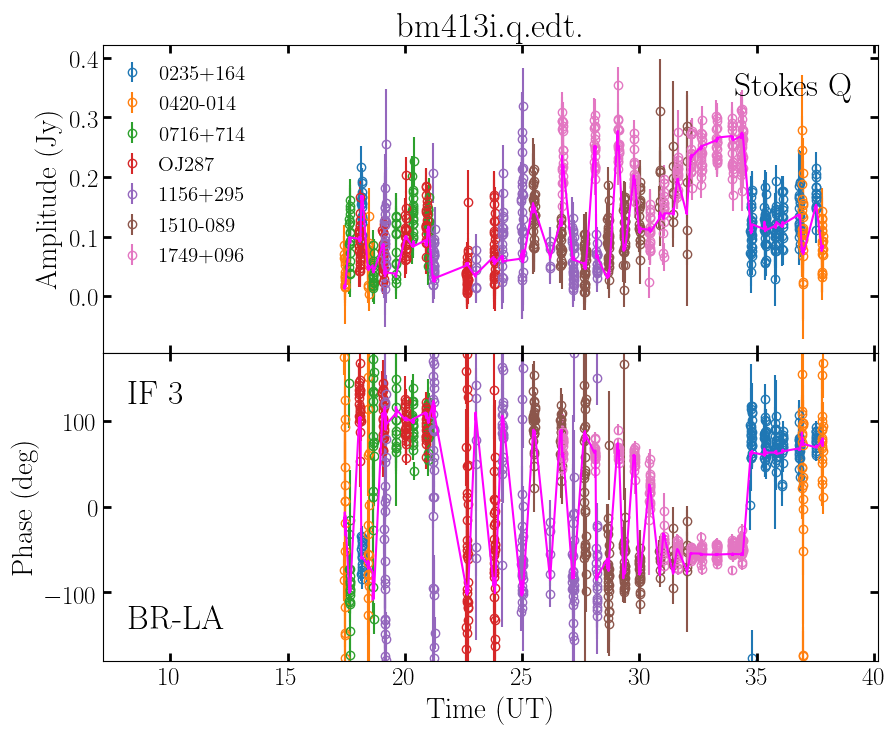 bm413i.q.edt.
Stokes Q
0235+164
0420-014
0716+714
OJ287
1156+295
1510-089
1749+096
Amplitude (Jy)
0.4
0.3
0.2
0.1
0.0
IF 3
BR-LA
Phase (deg)
100
0
−100
10 15 20 25 30 35 40
Time (UT)